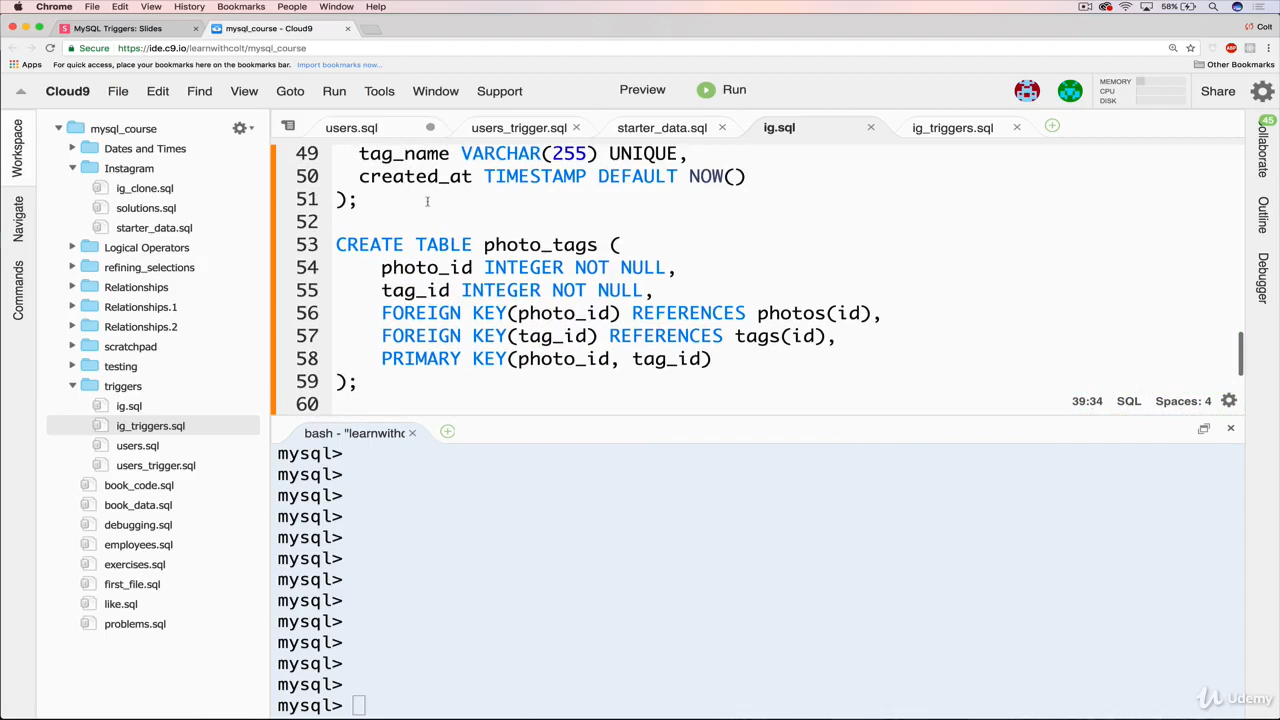 Chrome File Edit View History Bookmarks People Window Help 58% Colt
MySQL Triggers: Slides × mysql_course - Cloud9 × Colt
Secure https://ide.c9.io/learnwithcolt/mysql_course
Apps For quick access, place your bookmarks here on the bookmarks bar. Import bookmarks now... Other Bookmarks
Cloud9 File Edit Find View Goto Run Tools Window Support Preview Run MEMORY CPU DISK Share
Workspace
Navigate
Commands
mysql_course
Dates and Times
Instagram
ig_clone.sql
solutions.sql
starter_data.sql
Logical Operators
refining_selections
Relationships
Relationships.1
Relationships.2
scratchpad
testing
triggers
ig.sql
ig_triggers.sql
users.sql
users_trigger.sql
book_code.sql
book_data.sql
debugging.sql
employees.sql
exercises.sql
first_file.sql
like.sql
problems.sql
users.sql users_trigger.sql × starter_data.sql × ig.sql × ig_triggers.sql ×
49 tag_name VARCHAR(255) UNIQUE,
50 created_at TIMESTAMP DEFAULT NOW()
51 );
52
53 CREATE TABLE photo_tags (
54 photo_id INTEGER NOT NULL,
55 tag_id INTEGER NOT NULL,
56 FOREIGN KEY(photo_id) REFERENCES photos(id),
57 FOREIGN KEY(tag_id) REFERENCES tags(id),
58 PRIMARY KEY(photo_id, tag_id)
59 );
60
39:34 SQL Spaces: 4
bash - "learnwithc ×
mysql>
mysql>
mysql>
mysql>
mysql>
mysql>
mysql>
mysql>
mysql>
mysql>
mysql>
mysql>
mysql>
45
Collaborate
Outline
Debugger
Udemy